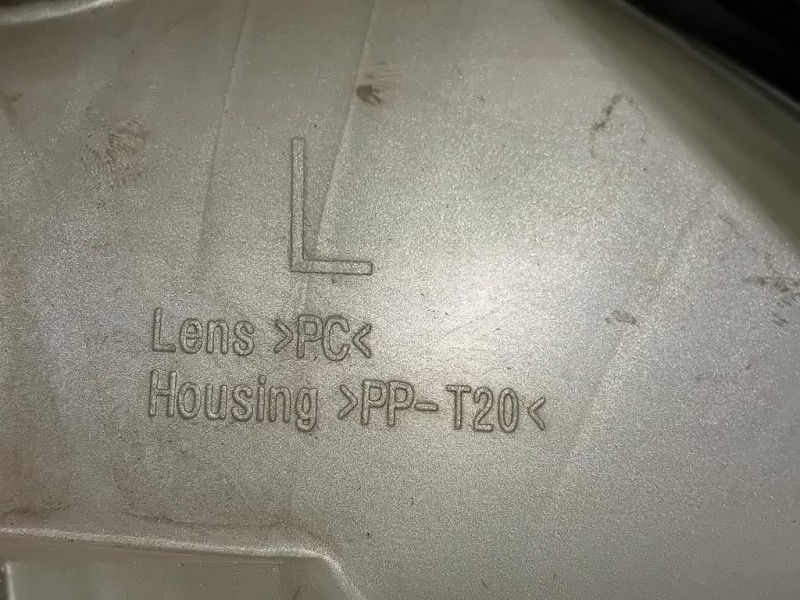 L
Lens >PC<
Housing >PP-T20<